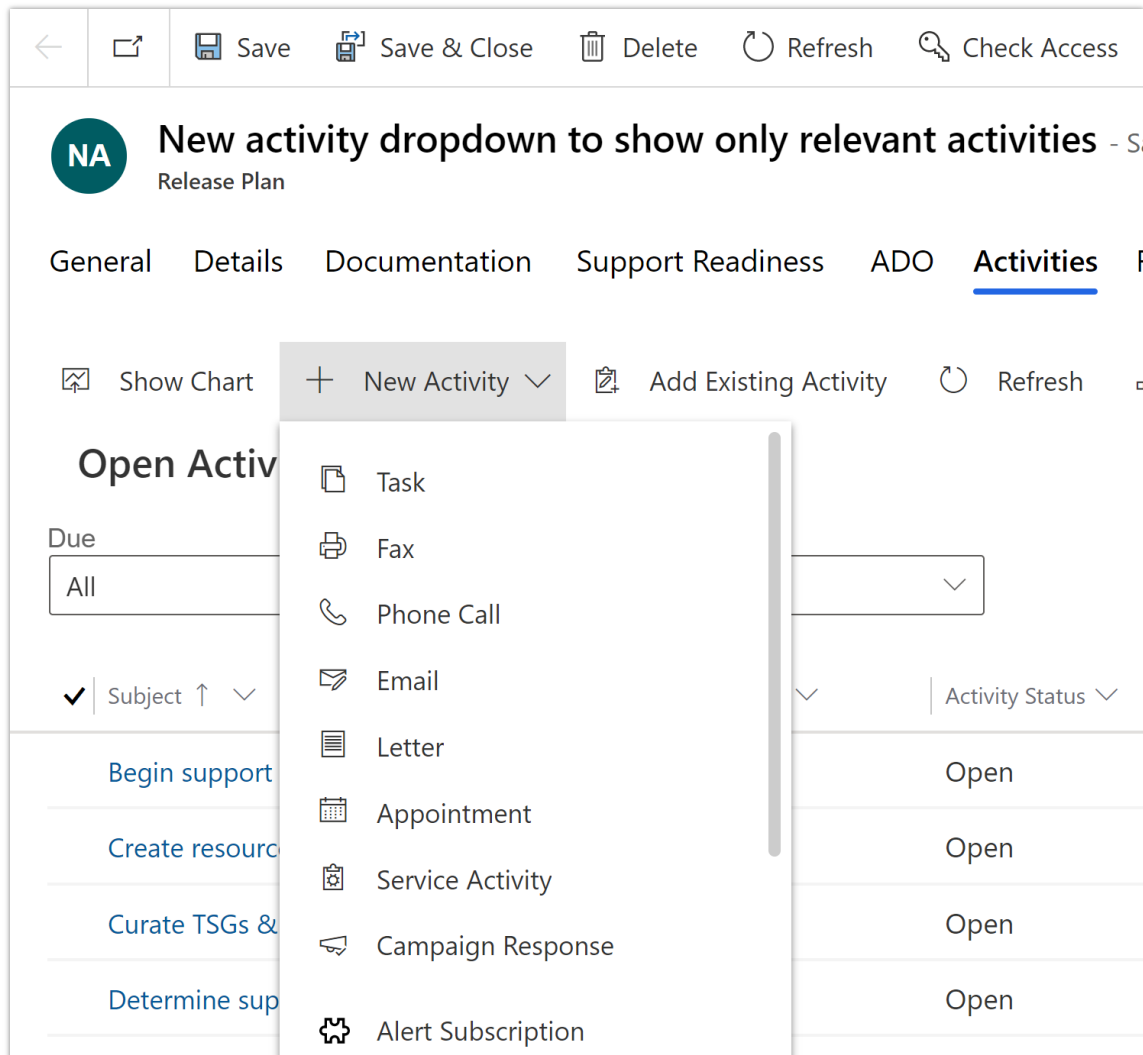 Save Save & Close Delete Refresh Check Access
NA
New activity dropdown to show only relevant activities -
Release Plan
General Details Documentation Support Readiness ADO Activities
Show Chart New Activity Add Existing Activity Refresh
Open
Due
All
Task
Fax
Phone Call
Email
Letter
Appointment
Service Activity
Campaign Response
Alert Subscription
Subject Activity Status
Begin support Open
Create Open
Curate TSGs & Open
Determine Open